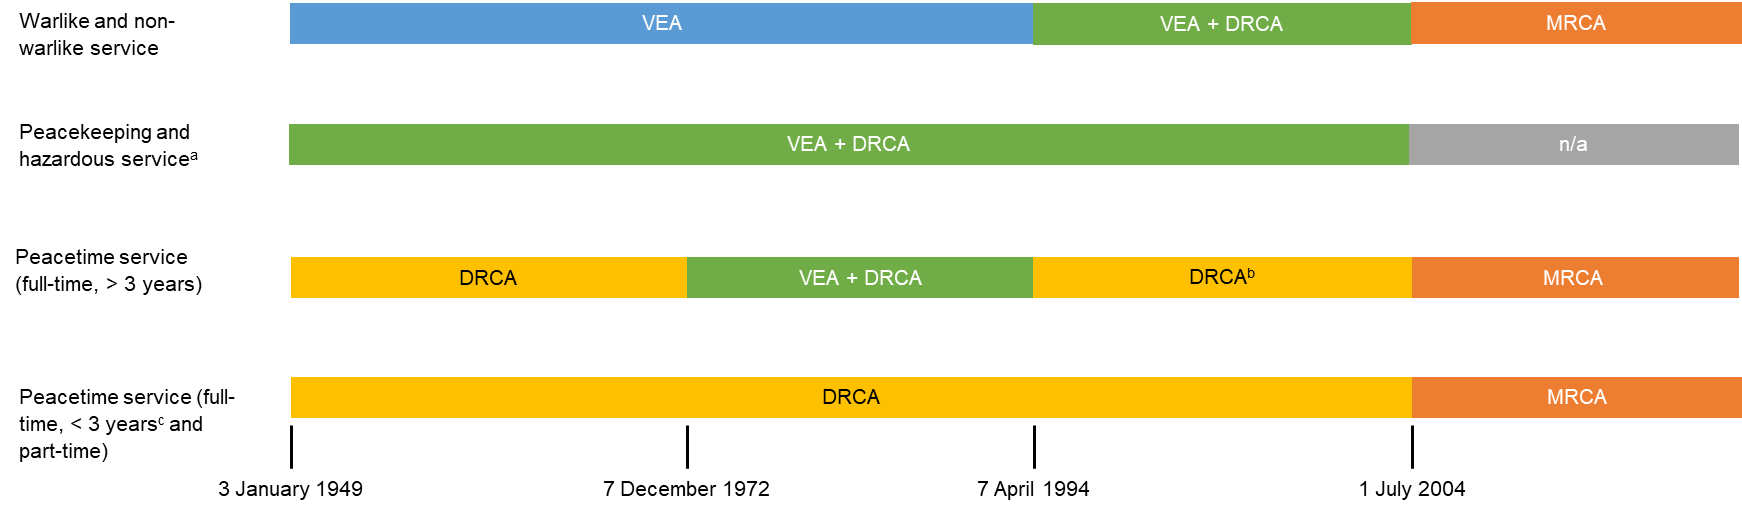 Warlike and non-
warlike service
VEA
VEA + DRCA
MRCA
Peacekeeping and
hazardous serviceᵃ
VEA + DRCA
n/a
Peacetime service
(full-time, > 3 years)
DRCA
VEA + DRCA
DRCAᵇ
MRCA
Peacetime service (full-
time, < 3 yearsᶜ and
part-time)
DRCA
MRCA
3 January 1949
7 December 1972
7 April 1994
1 July 2004